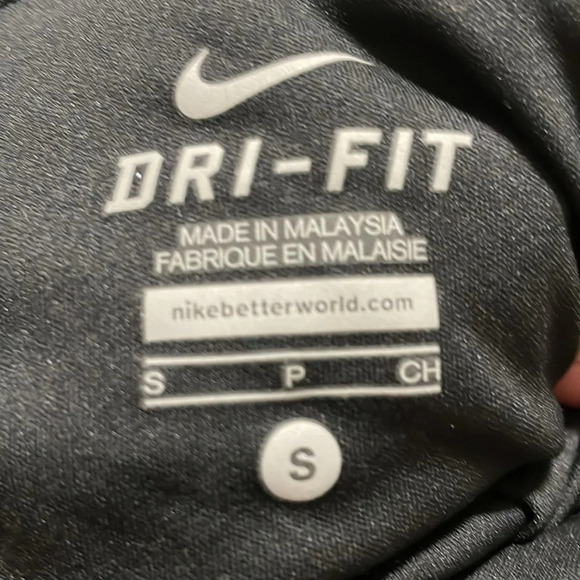 DRI-FIT
MADE IN MALAYSIA
FABRIQUE EN MALAISIE
nikebetterworld.com
S P CH
S